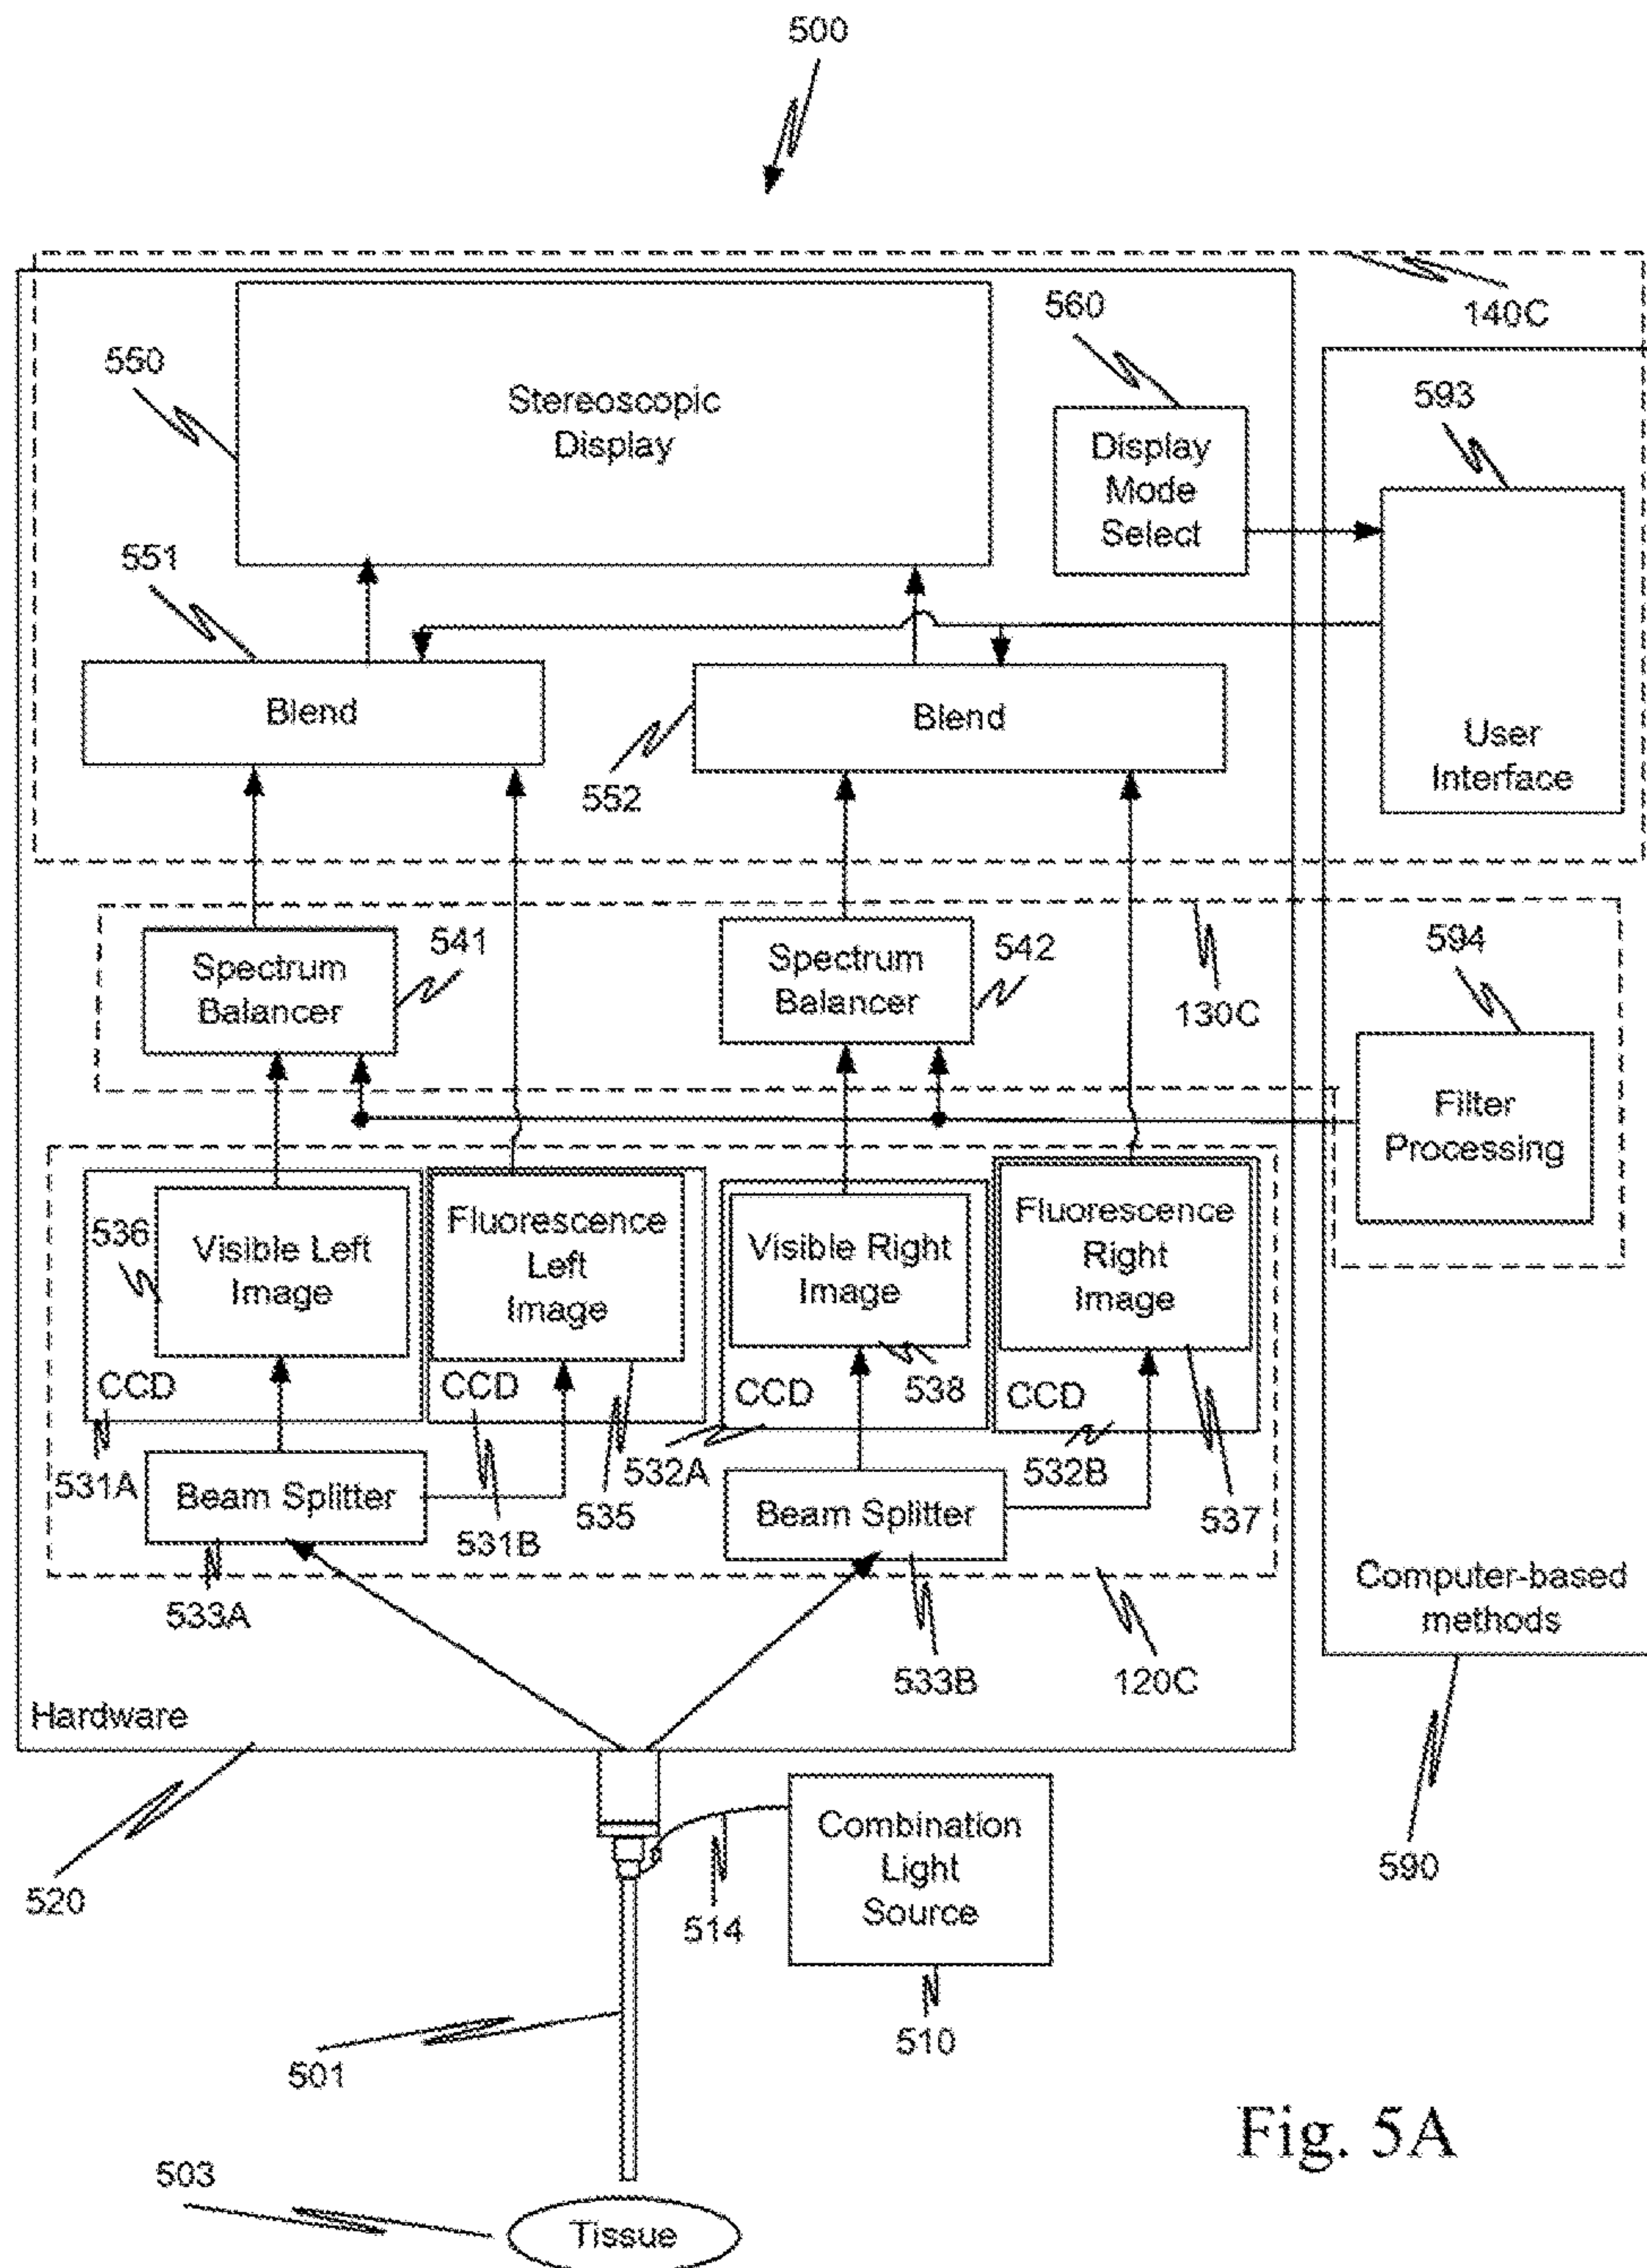 500
140C
560
550
Stereoscopic
Display
593
Display
Mode
Select
551
Blend
Blend
552
User
Interface
541
Spectrum
Balancer
542
Spectrum
Balancer
594
130C
Filter
Processing
536
Visible Left
Image
Fluorescence
Left
Image
Visible Right
Image
Fluorescence
Right
Image
CCD
CCD
CCD
538
CCD
531A
Beam Splitter
531B
535
532A
Beam Splitter
532B
537
533A
533B
120C
Computer-based
methods
Hardware
520
514
Combination
Light
Source
590
510
501
Fig. 5A
503
Tissue